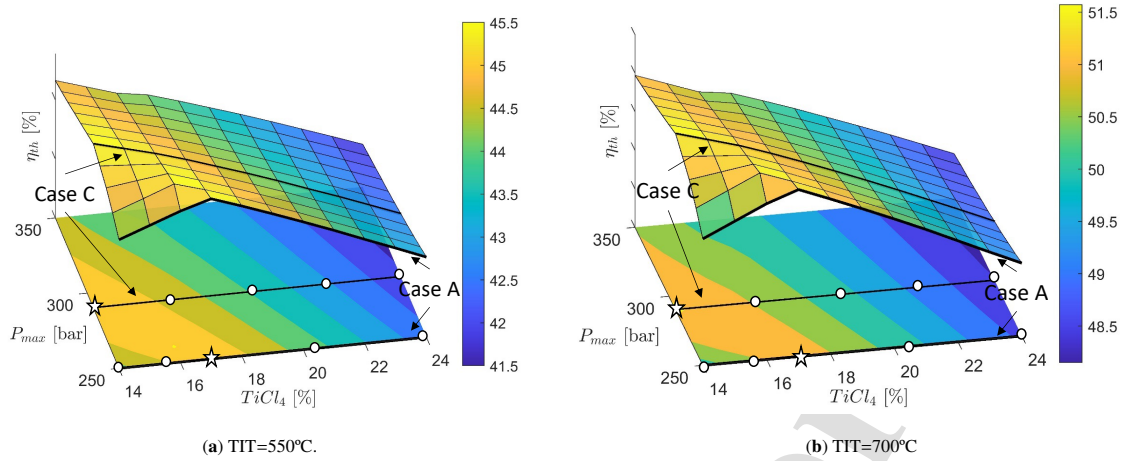 45.5
45
44.5
44
43.5
43
42.5
42
41.5
η_th [%]
Case C
Case A
350
300
250
P_max [bar]
14
16
18
20
22
24
TiCl_4 [%]
(a) TIT=550ºC.
51.5
51
50.5
50
49.5
49
48.5
η_th [%]
Case C
Case A
350
300
250
P_max [bar]
14
16
18
20
22
24
TiCl_4 [%]
(b) TIT=700ºC